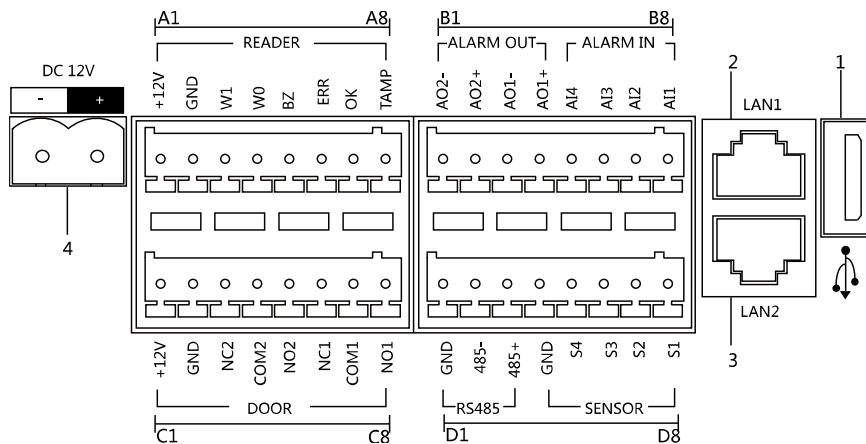 A1 A8 B1 B8
READER ALARM OUT ALARM IN 2 1
DC 12V
- +
+12V GND W1 W0 BZ ERR OK TAMP AO2- AO2+ AO1- AO1+ AI4 AI3 AI2 AI1
LAN1
4
LAN2
+12V GND NC2 COM2 NO2 NC1 COM1 NO1 GND 485- 485+ GND S4 S3 S2 S1
3
DOOR RS485 SENSOR
C1 C8 D1 D8